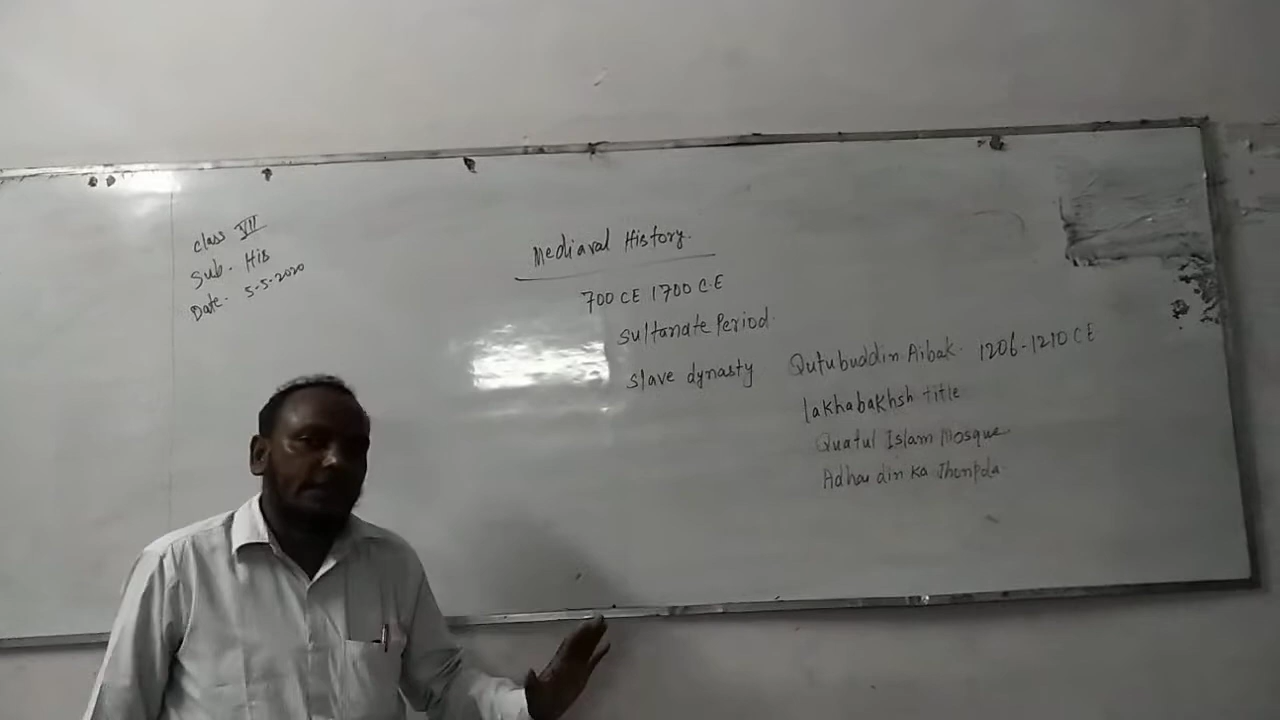 class VII
Sub. His
Date. 5-5-2020
Mediaval History.
700 CE 1700 C.E
Sultanate Period.
Slave dynasty Qutubuddin Aibak. 1206-1210 CE
lakhabakhsh title
Quatul Islam Mosque
Adhai din Ka Jhonpda